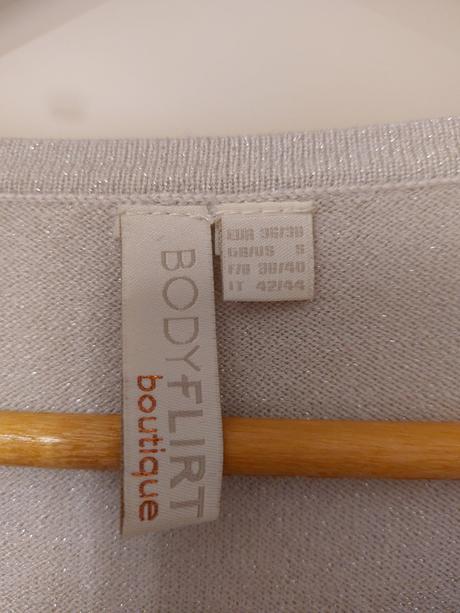 BODYFLIRT
boutique
EUR 36/38
GB/US S
F/B 38/40
IT 42/44